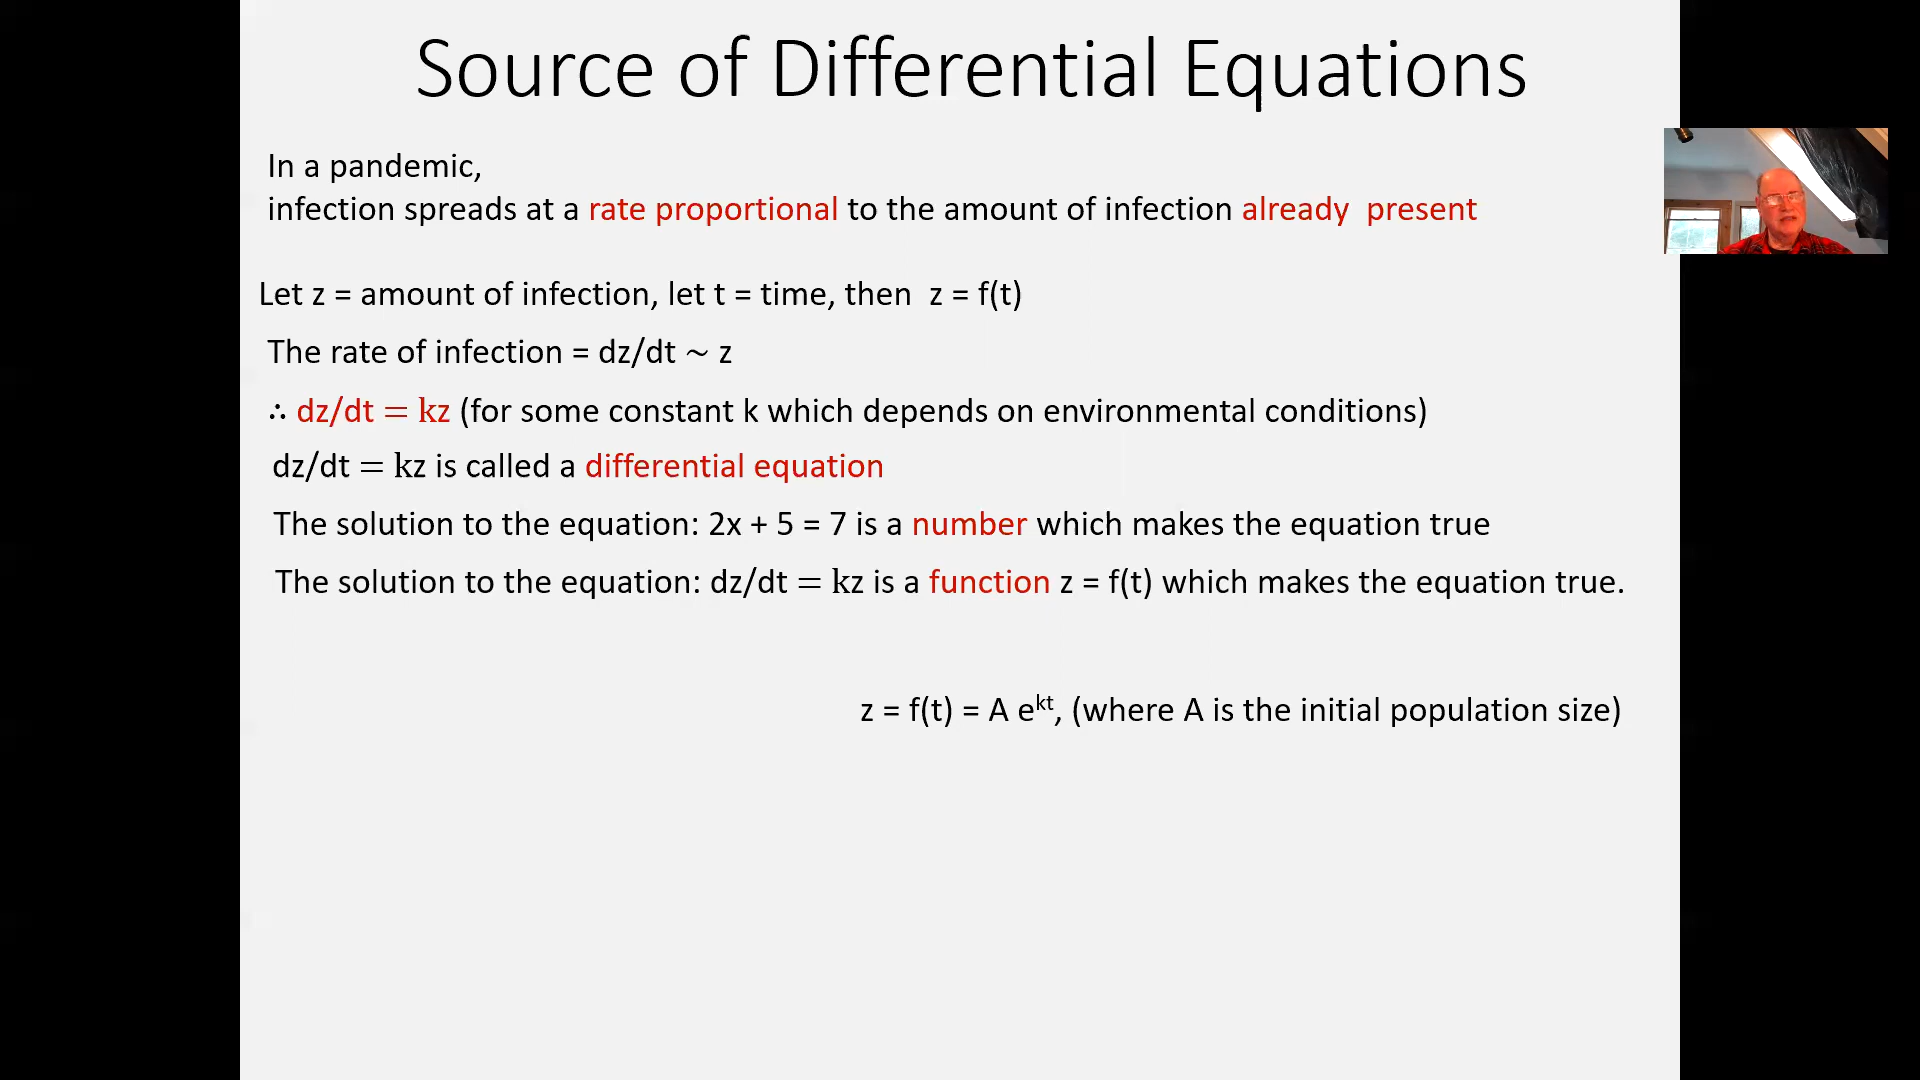 Source of Differential Equations
In a pandemic,
infection spreads at a rate proportional to the amount of infection already present
Let z = amount of infection, let t = time, then z = f(t)
The rate of infection = dz/dt ~ z
∴ dz/dt = kz (for some constant k which depends on environmental conditions)
dz/dt = kz is called a differential equation
The solution to the equation: 2x + 5 = 7 is a number which makes the equation true
The solution to the equation: dz/dt = kz is a function z = f(t) which makes the equation true.
z = f(t) = A eᵏᵗ, (where A is the initial population size)